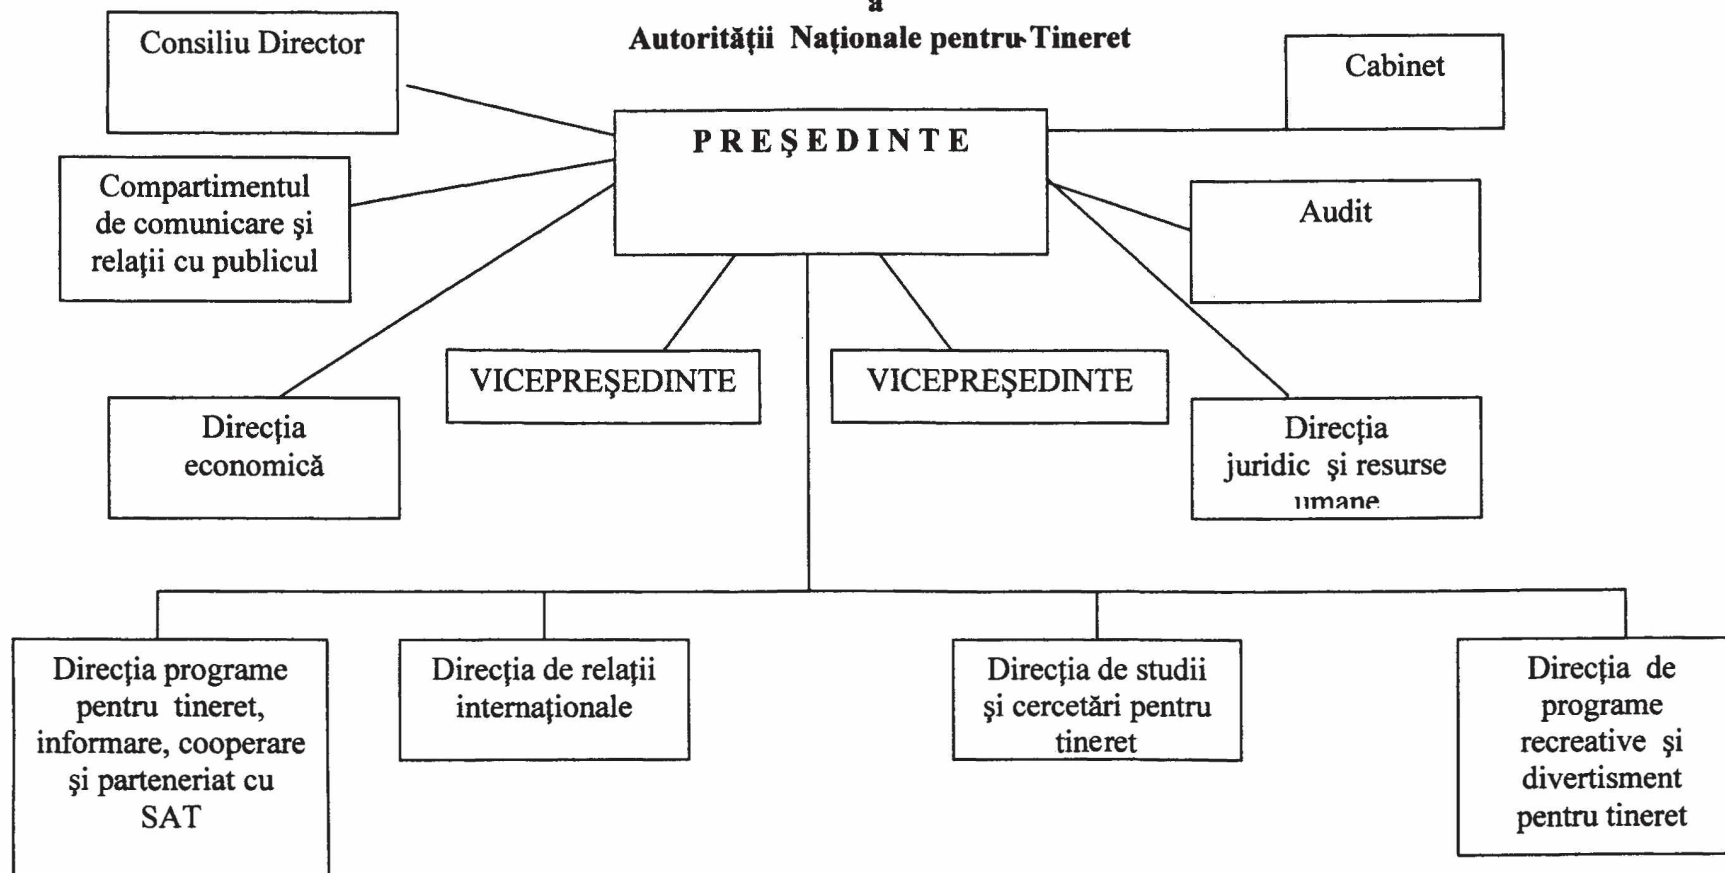 a
Autorităţii Naţionale pentru Tineret
Consiliu Director
Cabinet
P R E Ş E D I N T E
Compartimentul
de comunicare şi
relaţii cu publicul
Audit
VICEPREŞEDINTE
VICEPREŞEDINTE
Direcţia
economică
Direcţia
juridic şi resurse
umane
Direcţia programe
pentru tineret,
informare, cooperare
şi parteneriat cu
SAT
Direcţia de relaţii
internaţionale
Direcţia de studii
şi cercetări pentru
tineret
Direcţia de
programe
recreative şi
divertisment
pentru tineret